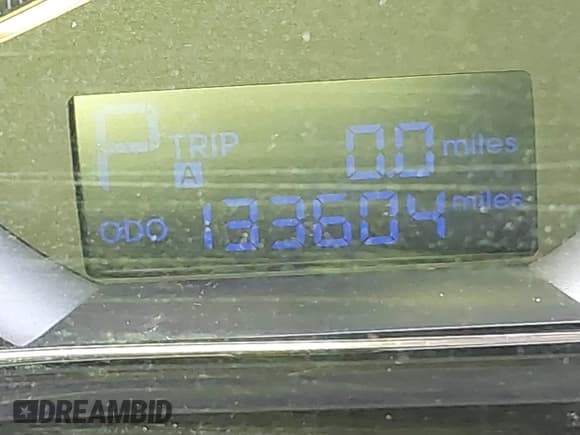 P TRIP A 0.0 miles
ODO 133604 miles
DREAMBID